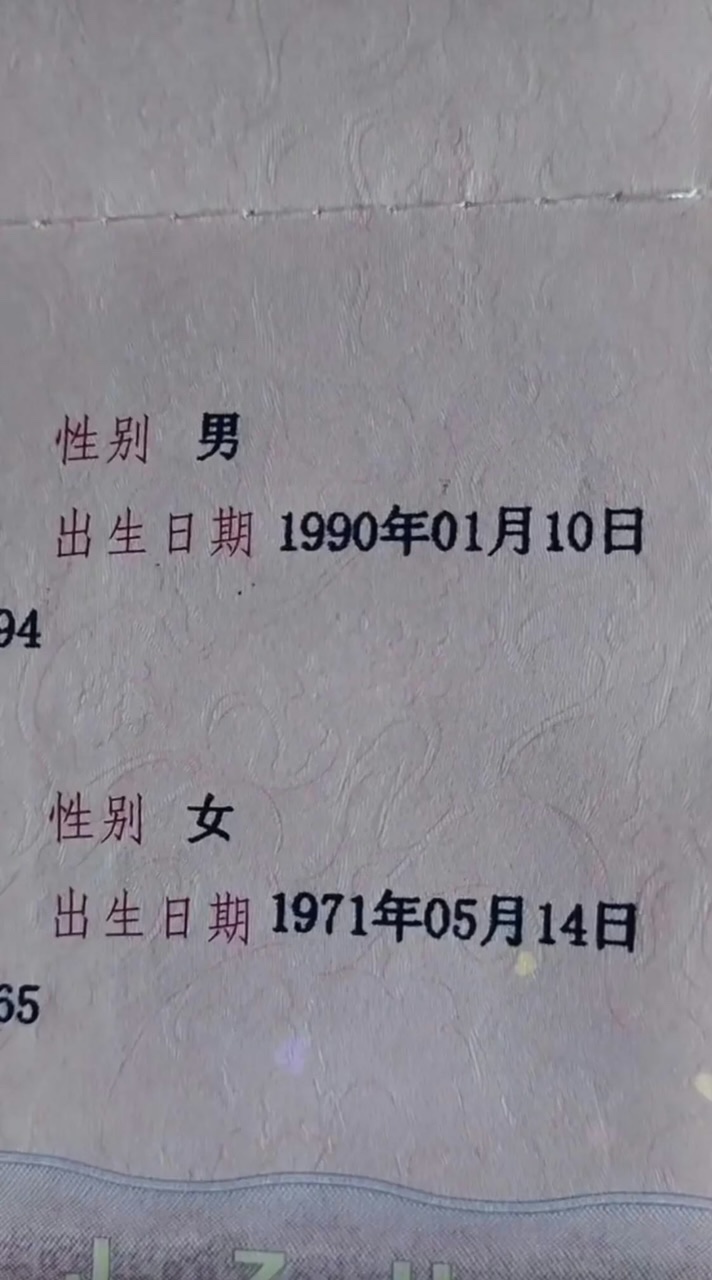 性别 男
出生日期 1990年01月10日
94
性别 女
出生日期 1971年05月14日
65